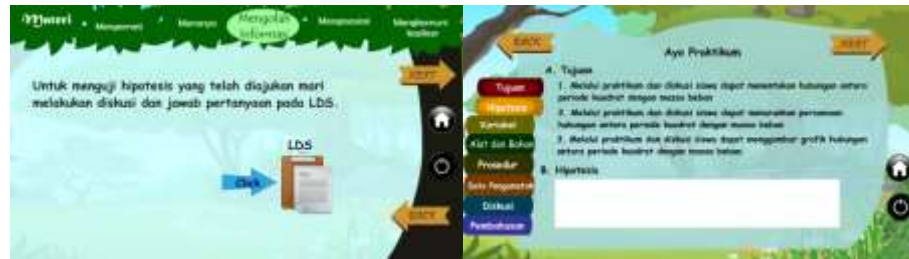 Materi
Mengamati
Menanya
Mengolah
Informasi
Mengasosiasi
Mengkomuni
kasikan
Untuk menguji hipotesis yang telah diajukan mari
melakukan diskusi dan jawab pertanyaan pada LDS.
LDS
Click
NEXT
BACK
BACK
NEXT
Ayo Praktikum
Tujuan
Hipotesis
Variabel
Alat dan Bahan
Prosedur
Data Pengamatan
Diskusi
Pembahasan
A. Tujuan
1. Melalui praktikum dan diskusi siswa dapat menentukan hubungan antara
periode kuadrat dengan massa beban
2. Melalui praktikum dan diskusi siswa dapat menurunkan persamaan
hubungan antara periode kuadrat dengan massa beban
3. Melalui praktikum dan diskusi siswa dapat menggambar grafik hubungan
antara periode kuadrat dengan massa beban
B. Hipotesis